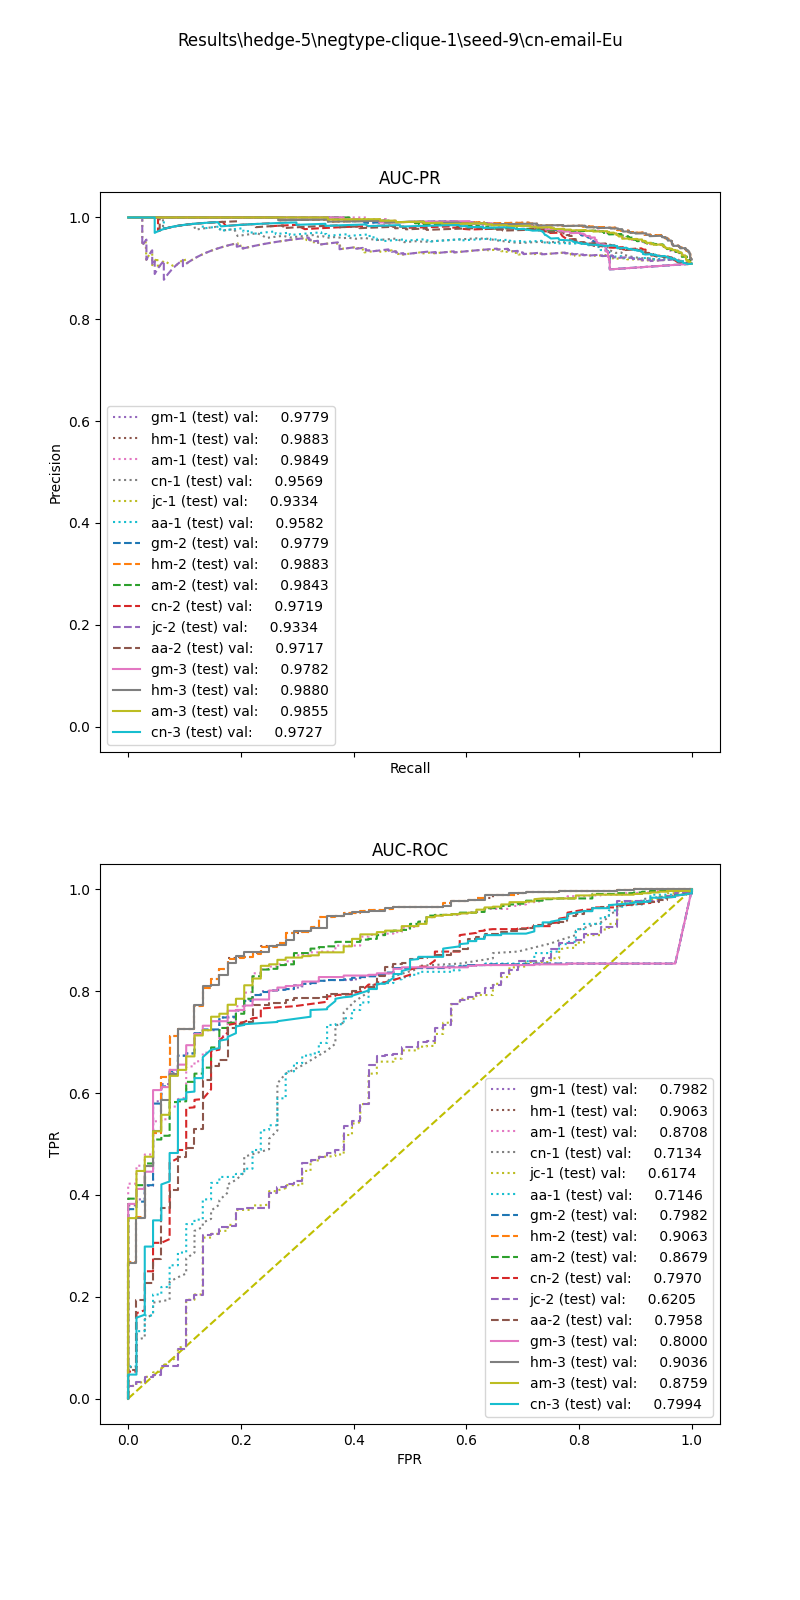 Results\hedge-5\negtype-clique-1\seed-9\cn-email-Eu
AUC-PR
1.0
0.8
0.6
0.4
0.2
0.0
Precision
gm-1 (test) val: 0.9779
hm-1 (test) val: 0.9883
am-1 (test) val: 0.9849
cn-1 (test) val: 0.9569
jc-1 (test) val: 0.9334
aa-1 (test) val: 0.9582
gm-2 (test) val: 0.9779
hm-2 (test) val: 0.9883
am-2 (test) val: 0.9843
cn-2 (test) val: 0.9719
jc-2 (test) val: 0.9334
aa-2 (test) val: 0.9717
gm-3 (test) val: 0.9782
hm-3 (test) val: 0.9880
am-3 (test) val: 0.9855
cn-3 (test) val: 0.9727
Recall
AUC-ROC
1.0
0.8
0.6
0.4
0.2
0.0
TPR
gm-1 (test) val: 0.7982
hm-1 (test) val: 0.9063
am-1 (test) val: 0.8708
cn-1 (test) val: 0.7134
jc-1 (test) val: 0.6174
aa-1 (test) val: 0.7146
gm-2 (test) val: 0.7982
hm-2 (test) val: 0.9063
am-2 (test) val: 0.8679
cn-2 (test) val: 0.7970
jc-2 (test) val: 0.6205
aa-2 (test) val: 0.7958
gm-3 (test) val: 0.8000
hm-3 (test) val: 0.9036
am-3 (test) val: 0.8759
cn-3 (test) val: 0.7994
0.0 0.2 0.4 0.6 0.8 1.0
FPR